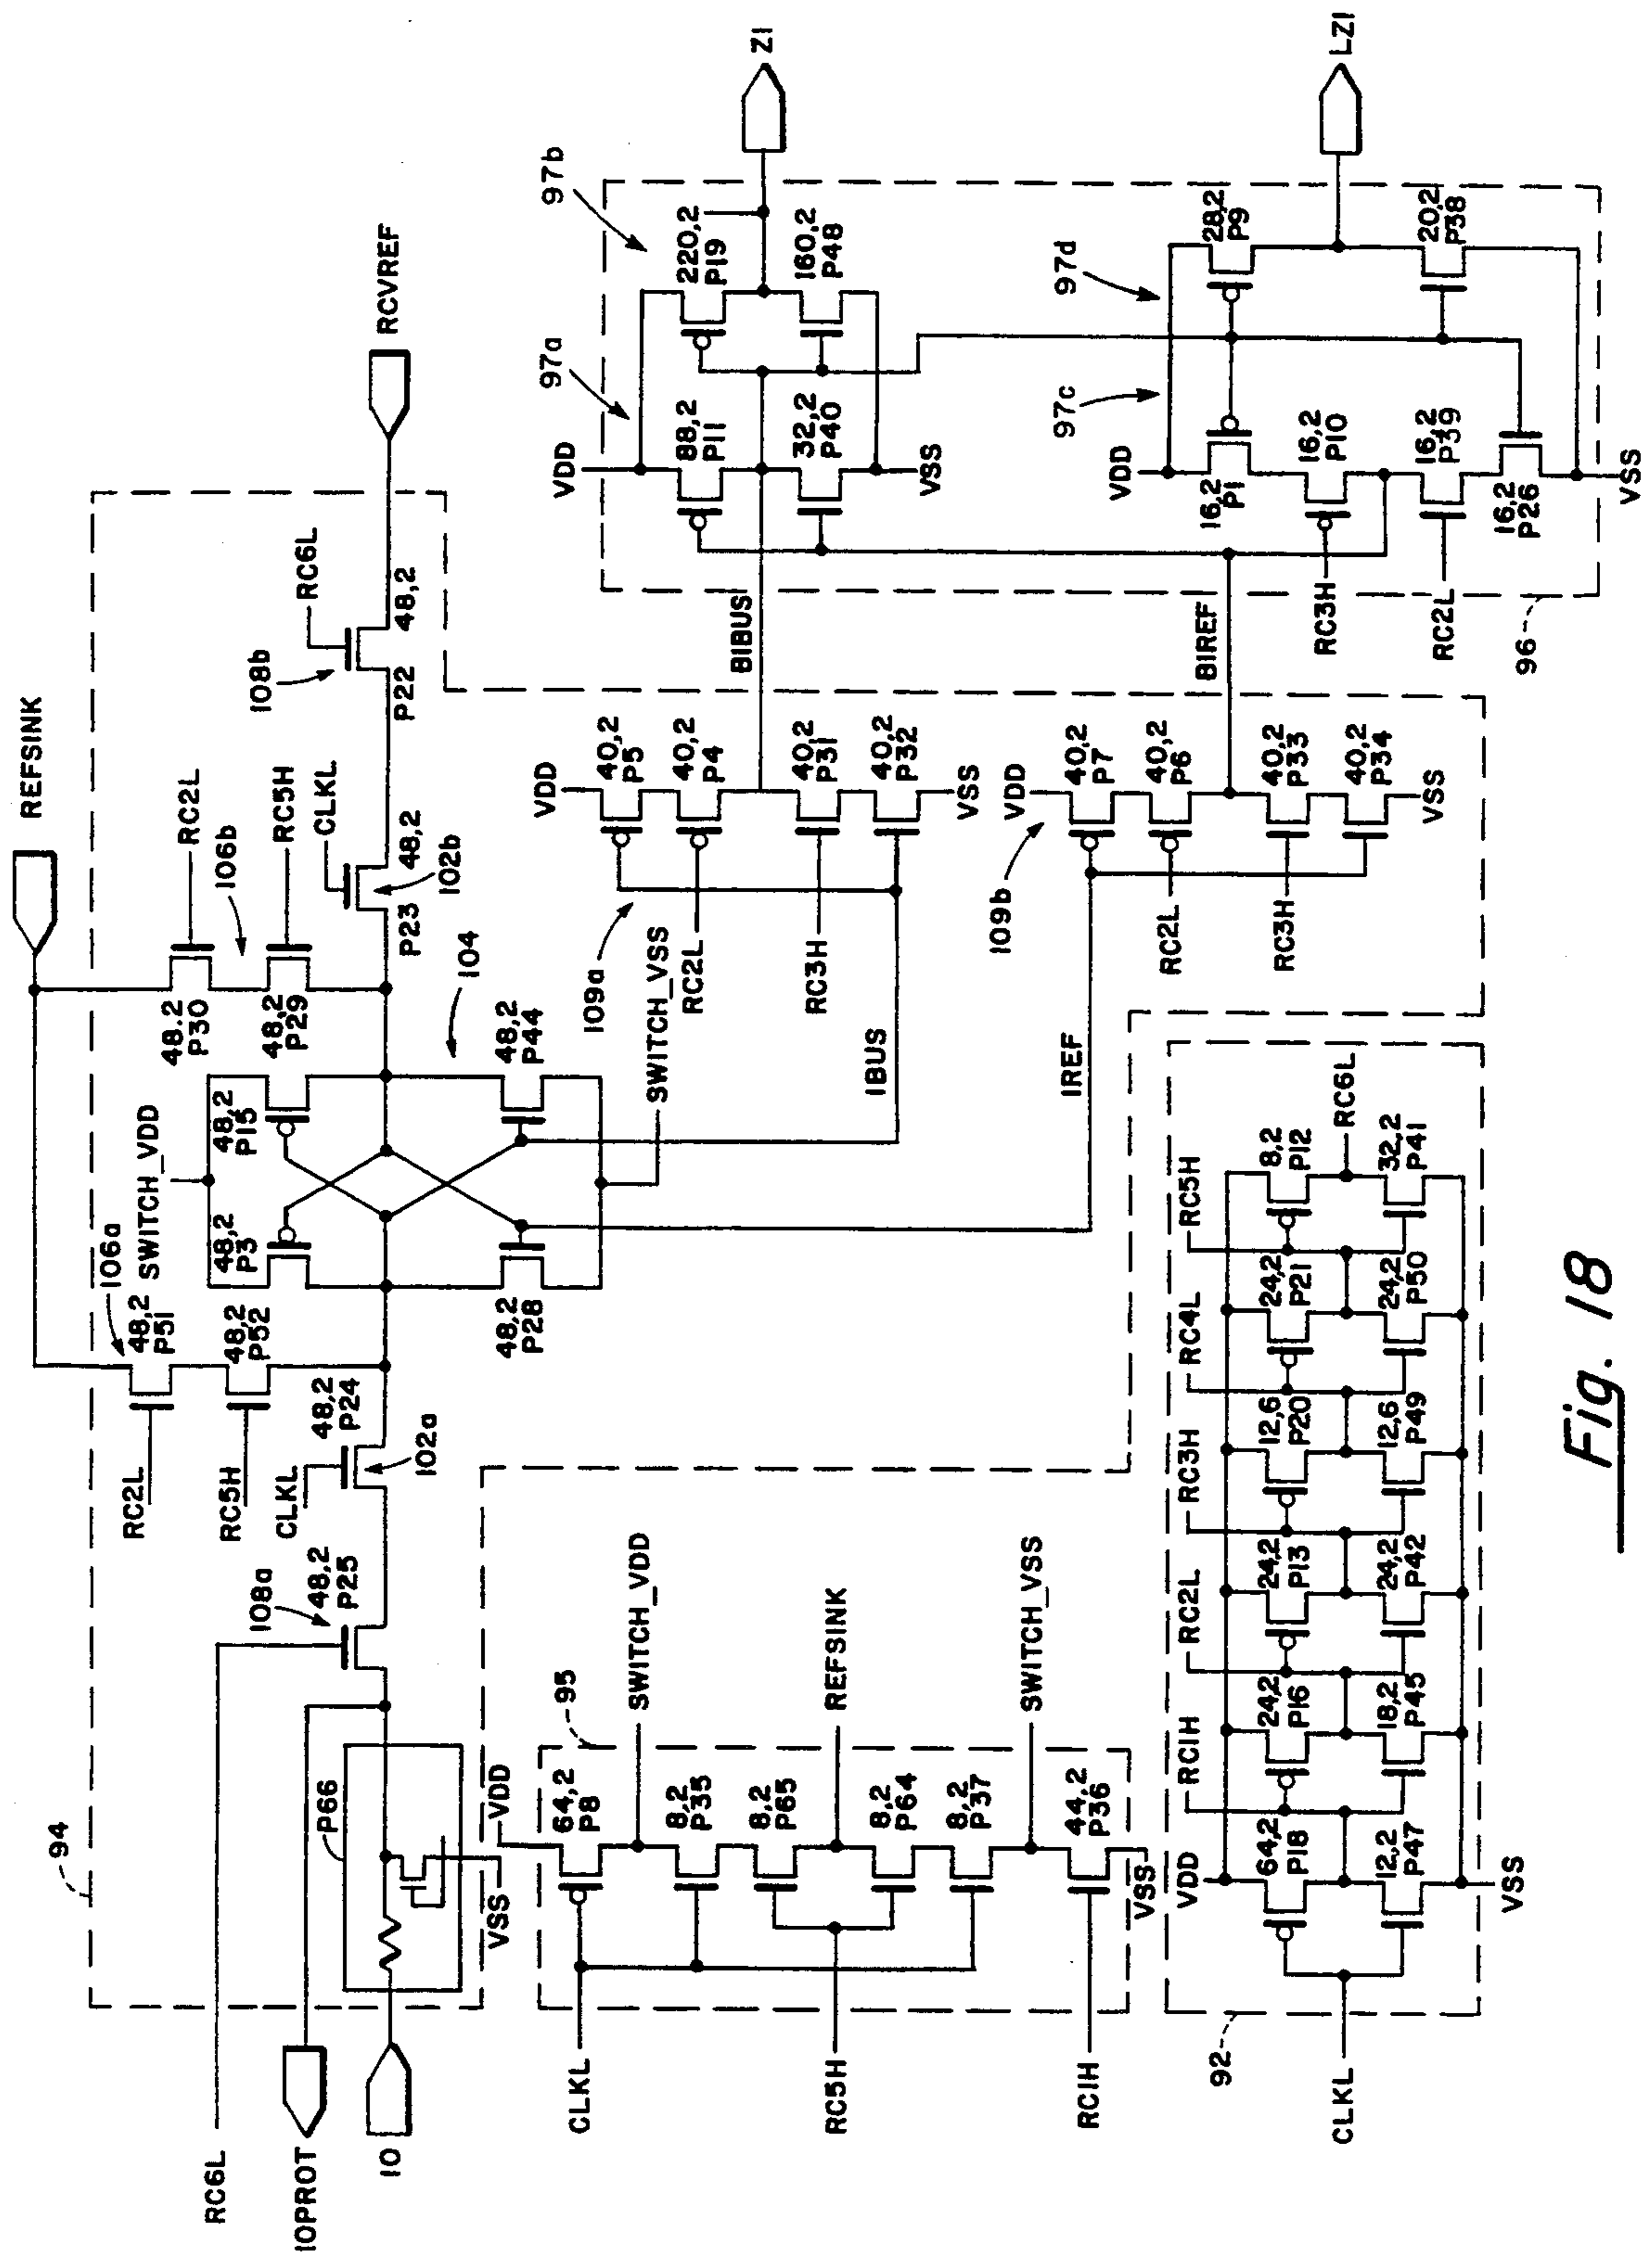 94
RC6L
IOPROT
IO
P66
VSS
108a
48,2
P25
CLKL
102a
48,2
P24
RC2L
RC5H
106a
48,2
P51
48,2
P52
SWITCH_VDD
48,2
P3
48,2
P15
48,2
P28
48,2
P44
104
SWITCH_VSS
REFSINK
48.2
P30
48,2
P29
RC2L
106b
RC5H
CLKL
P23
48,2
102b
108b
RC6L
P22
48,2
RCVREF
IBUS
IREF
109a
RC2L
RC3H
VDD
40,2
P5
40,2
P4
40,2
P31
40,2
P32
VSS
BIBUS
109b
RC2L
RC3H
VDD
40,2
P7
40,2
P6
40,2
P33
40,2
P34
VSS
BIREF
97a
97b
VDD
88,2
P11
32,2
P40
VSS
220,2
P19
160,2
P48
ZI
97c
97d
VDD
16,2
P1
16,2
P10
16,2
P39
16,2
P26
VSS
RC3H
RC2L
28,2
P9
20,2
P38
LZI
96
95
VDD
64,2
P8
8,2
P35
8,2
P65
8,2
P64
8,2
P37
44,2
P36
VSS
CLKL
RC5H
RC1H
SWITCH_VDD
REFSINK
SWITCH_VSS
92
CLKL
VDD
RC1H
RC2L
RC3H
RC4L
RC5H
64,2
P18
24,2
P16
24,2
P13
12,6
P20
24,2
P21
8,2
P12
12,2
P47
18,2
P45
24,2
P42
12,6
P49
24,2
P50
32,2
P41
VSS
RC6L
Fig. 18